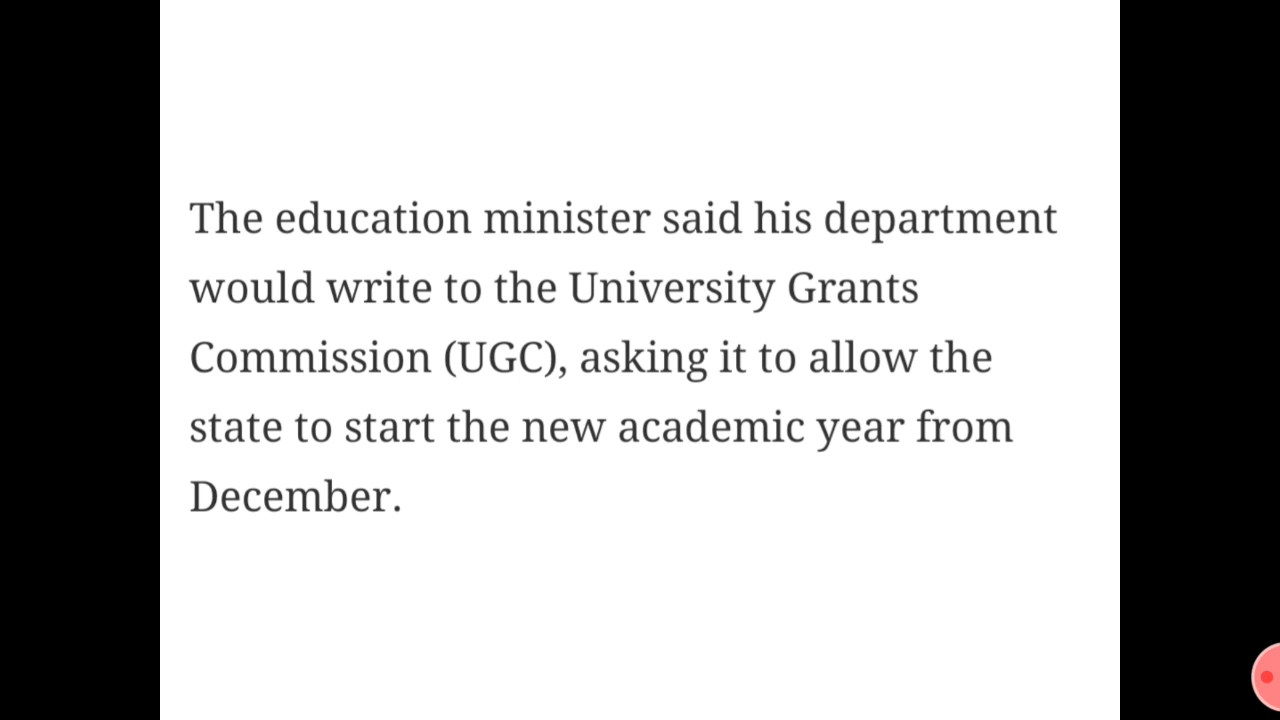 The education minister said his department
would write to the University Grants
Commission (UGC), asking it to allow the
state to start the new academic year from
December.